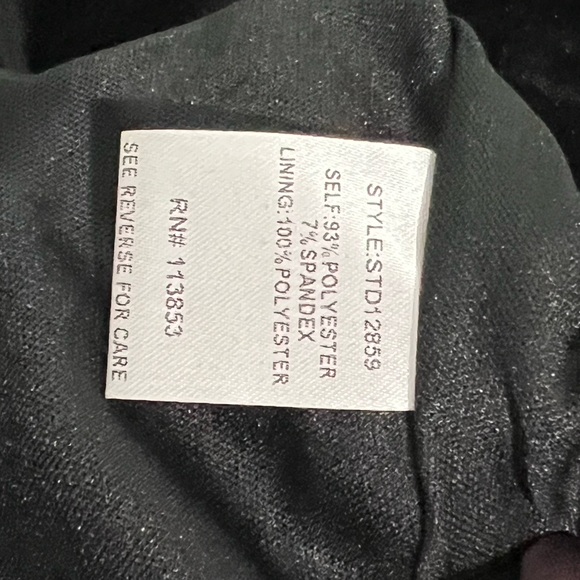 STYLE:STD12859
SELF:93% POLYESTER
7% SPANDEX
LINING:100% POLYESTER
RN# 113853
SEE REVERSE FOR CARE